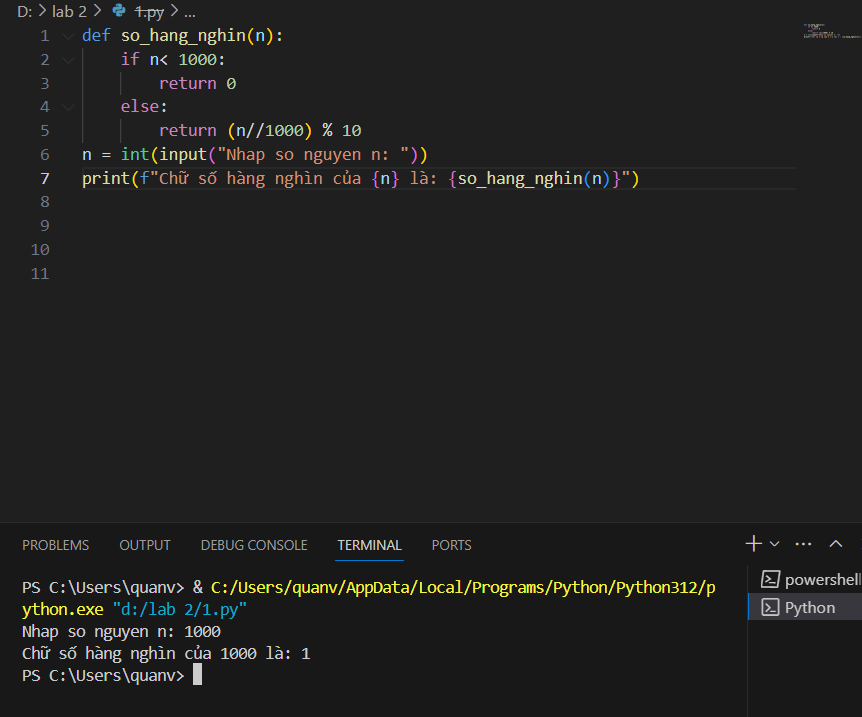 D: > lab 2 > 1.py > ...
1 def so_hang_nghin(n):
2 if n< 1000:
3 return 0
4 else:
5 return (n//1000) % 10
6 n = int(input("Nhap so nguyen n: "))
7 print(f"Chữ số hàng nghìn của {n} là: {so_hang_nghin(n)}")
8
9
10
11
PROBLEMS OUTPUT DEBUG CONSOLE TERMINAL PORTS
PS C:\Users\quanv> & C:/Users/quanv/AppData/Local/Programs/Python/Python312/p
ython.exe "d:/lab 2/1.py"
Nhap so nguyen n: 1000
Chữ số hàng nghìn của 1000 là: 1
PS C:\Users\quanv>
powershell
Python